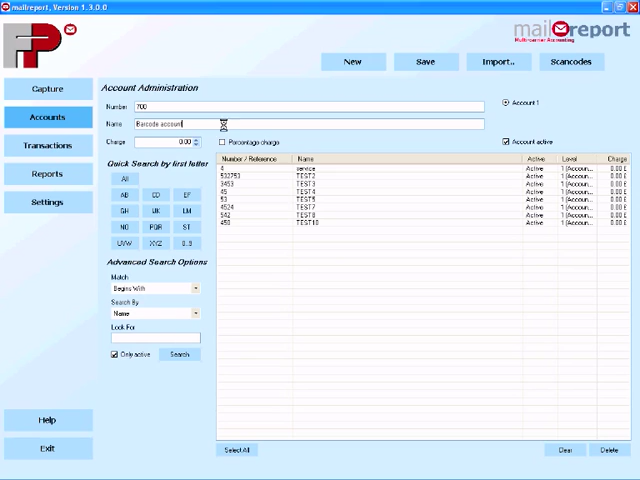 mailreport, Version 1.3.0.0
FP
mailreport
Multicarrier Accounting
New
Save
Import..
Scancodes
Capture
Accounts
Transactions
Reports
Settings
Help
Exit
Account Administration
Number
700
Account 1
Name
Barcode account
Charge
0.00
Percentage charge
Account active
Quick Search by first letter
All
AB
CD
EF
GH
IJK
LM
NO
PQR
ST
UVW
XYZ
0..9
Advanced Search Options
Match
Begins With
Search By
Name
Look For
Only active
Search
Number / Reference Name Active Level Charge
4 service Active 1 (Accoun... 0.00 £
532753 TEST2 Active 1 (Accoun... 0.00 £
3453 TEST3 Active 1 (Accoun... 0.00 £
45 TEST4 Active 1 (Accoun... 0.00 £
53 TEST5 Active 1 (Accoun... 0.00 £
4524 TEST7 Active 1 (Accoun... 0.00 £
542 TEST8 Active 1 (Accoun... 0.00 £
450 TEST10 Active 1 (Accoun... 0.00 £
Select All
Clear
Delete